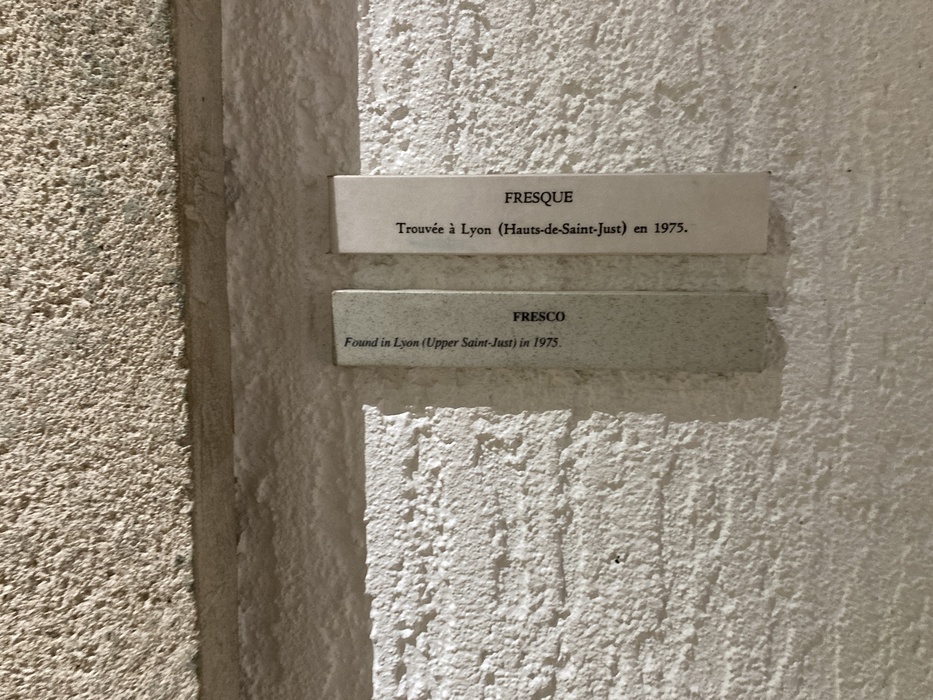 FRESQUE
Trouvée à Lyon (Hauts-de-Saint-Just) en 1975.
FRESCO
Found in Lyon (Upper Saint-Just) in 1975.